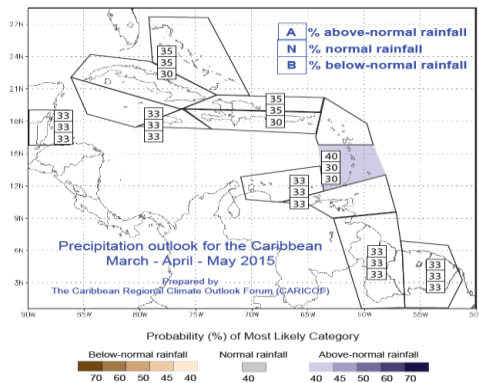 27N
24N
21N
18N
15N
12N
9N
6N
3N
90W
85W
80W
75W
70W
65W
60W
55W
A % above-normal rainfall
N % normal rainfall
B % below-normal rainfall
35
35
30
35
35
30
33
33
33
33
33
33
40
30
30
33
33
33
33
33
33
33
33
33
Precipitation outlook for the Caribbean
March - April - May 2015
Prepared by
The Caribbean Regional Climate Outlook Forum (CARICOF)
Probability (%) of Most Likely Category
Below-normal rainfall Normal rainfall Above-normal rainfall
70 60 50 45 40 40 40 45 50 60 70